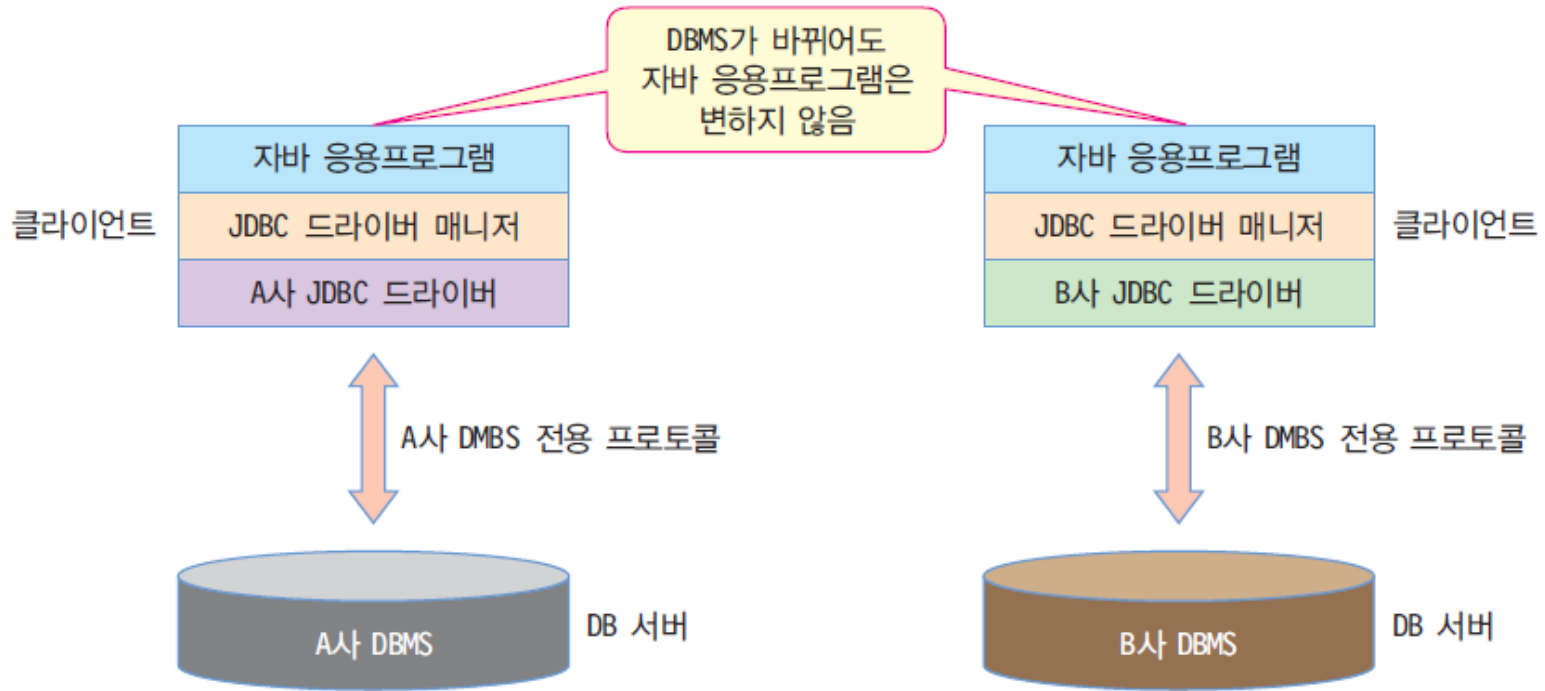 DBMS가 바뀌어도
자바 응용프로그램은
변하지 않음
클라이언트
자바 응용프로그램
JDBC 드라이버 매니저
A사 JDBC 드라이버
A사 DMBS 전용 프로토콜
A사 DBMS
DB 서버
자바 응용프로그램
JDBC 드라이버 매니저
B사 JDBC 드라이버
클라이언트
B사 DMBS 전용 프로토콜
B사 DBMS
DB 서버